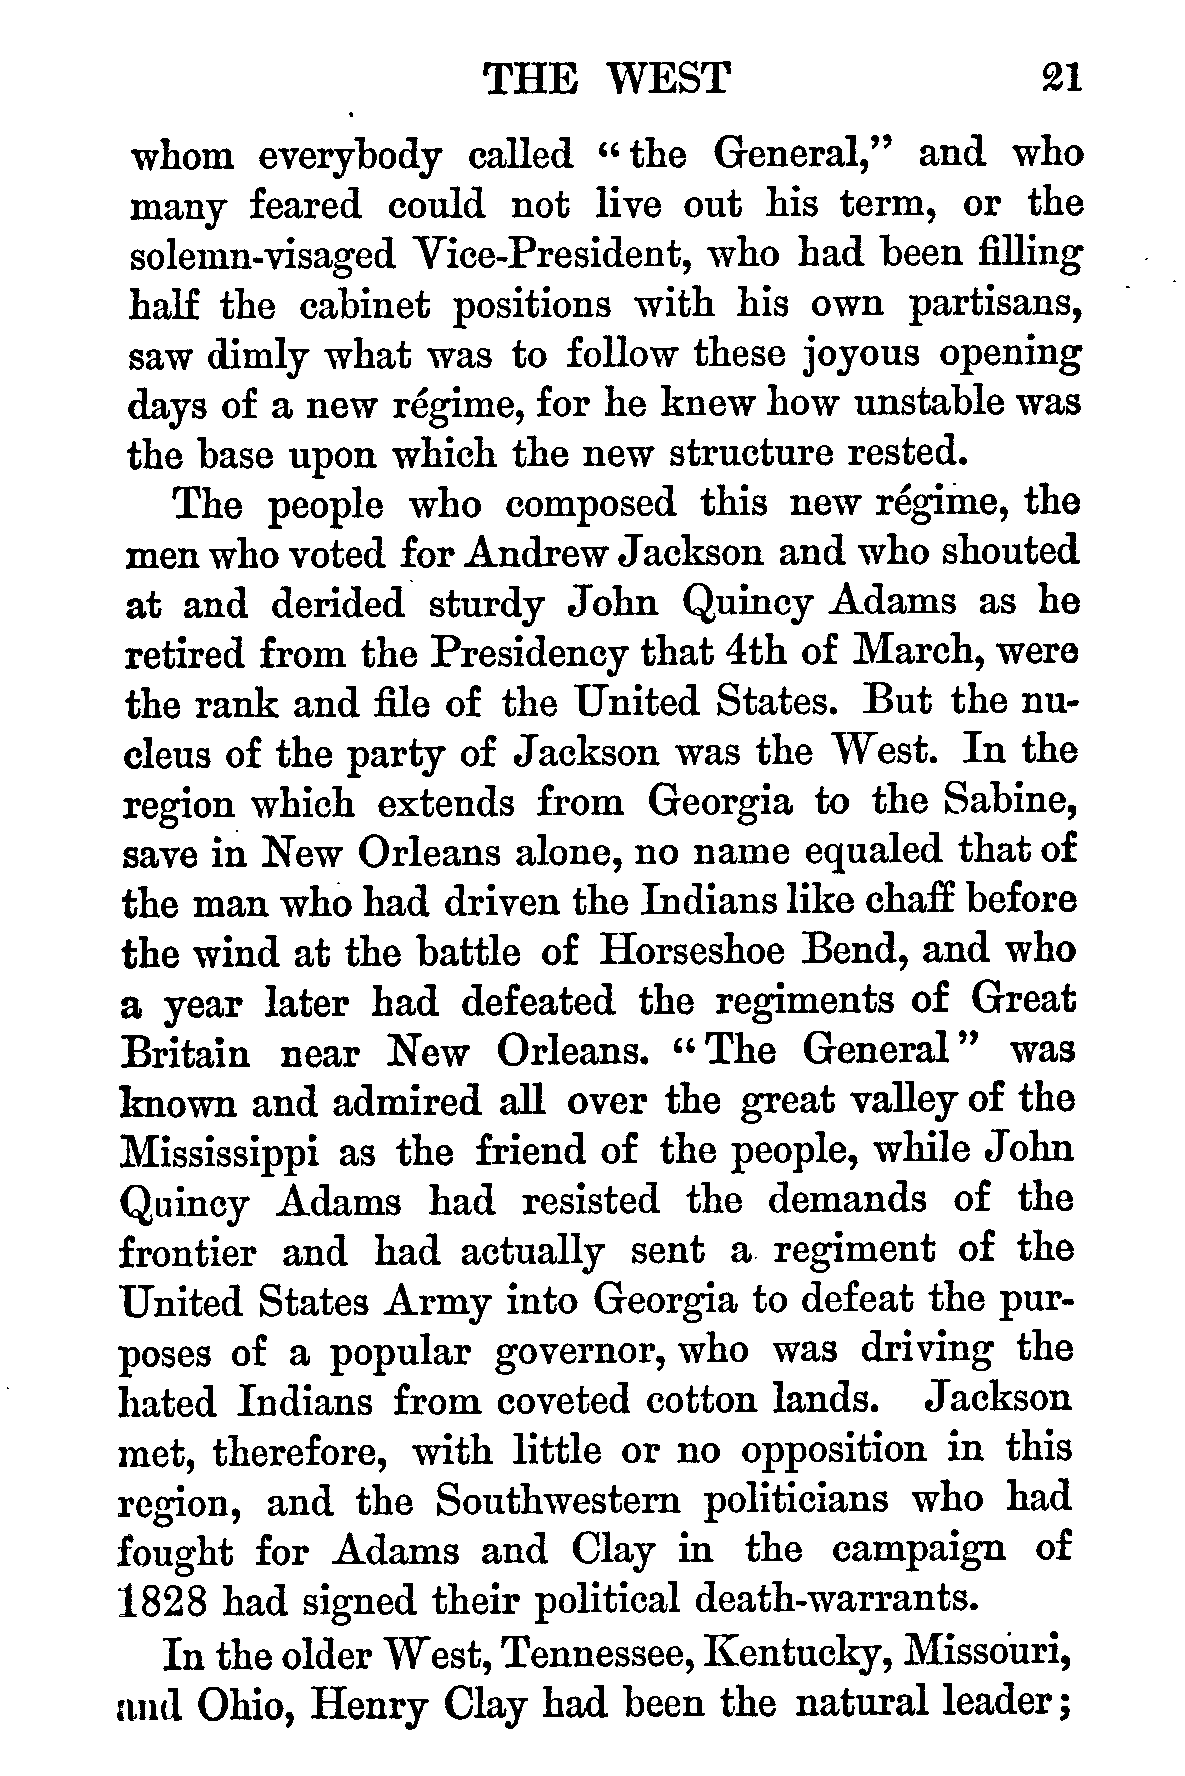 THE WEST 21
whom everybody called “the General,” and who
many feared could not live out his term, or the
solemn-visaged Vice-President, who had been filling
half the cabinet positions with his own partisans,
saw dimly what was to follow these joyous opening
days of a new régime, for he knew how unstable was
the base upon which the new structure rested.
The people who composed this new régime, the
men who voted for Andrew Jackson and who shouted
at and derided sturdy John Quincy Adams as he
retired from the Presidency that 4th of March, were
the rank and file of the United States. But the nu-
cleus of the party of Jackson was the West. In the
region which extends from Georgia to the Sabine,
save in New Orleans alone, no name equaled that of
the man who had driven the Indians like chaff before
the wind at the battle of Horseshoe Bend, and who
a year later had defeated the regiments of Great
Britain near New Orleans. “The General” was
known and admired all over the great valley of the
Mississippi as the friend of the people, while John
Quincy Adams had resisted the demands of the
frontier and had actually sent a regiment of the
United States Army into Georgia to defeat the pur-
poses of a popular governor, who was driving the
hated Indians from coveted cotton lands. Jackson
met, therefore, with little or no opposition in this
region, and the Southwestern politicians who had
fought for Adams and Clay in the campaign of
1828 had signed their political death-warrants.
In the older West, Tennessee, Kentucky, Missouri,
and Ohio, Henry Clay had been the natural leader;